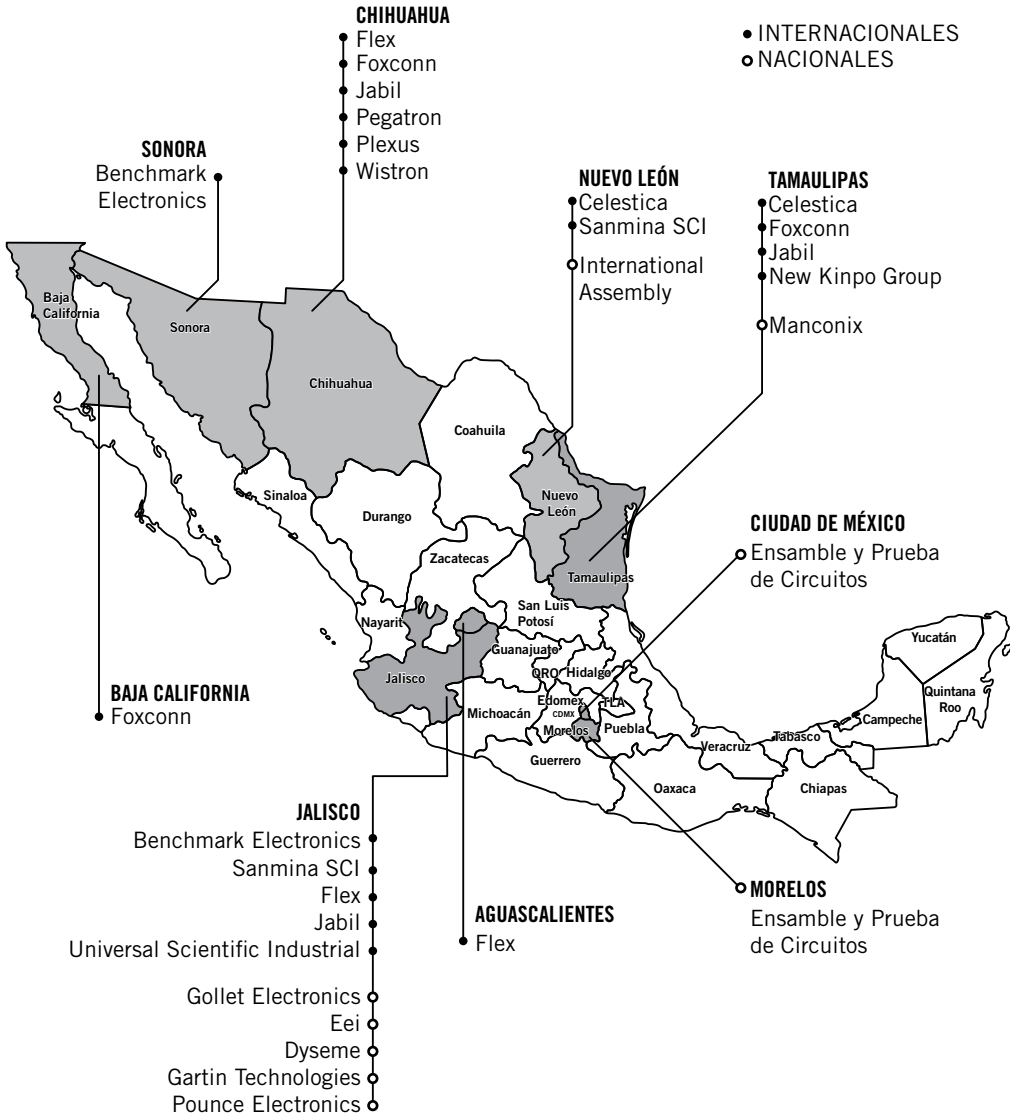 CHIHUAHUA
Flex
Foxconn
Jabil
Pegatron
Plexus
Wistron
INTERNACIONALES
NACIONALES
SONORA
Benchmark
Electronics
NUEVO LEÓN
Celestica
Sanmina SCI
International
Assembly
TAMAULIPAS
Celestica
Foxconn
Jabil
New Kinpo Group
Manconix
Baja
California
Sonora
Chihuahua
Coahuila
Nuevo
León
Sinaloa
Durango
Zacatecas
Tamaulipas
San Luis
Potosí
Nayarit
Guanajuato
QRO
Hidalgo
Jalisco
Michoacán
Edomex
CDMX
TLA
Morelos
Puebla
Guerrero
Veracruz
Oaxaca
Tabasco
Chiapas
Campeche
Yucatán
Quintana
Roo
CIUDAD DE MÉXICO
Ensamble y Prueba
de Circuitos
BAJA CALIFORNIA
Foxconn
JALISCO
Benchmark Electronics
Sanmina SCI
Flex
Jabil
Universal Scientific Industrial
Gollet Electronics
Eei
Dyseme
Gartin Technologies
Pounce Electronics
AGUASCALIENTES
Flex
MORELOS
Ensamble y Prueba
de Circuitos